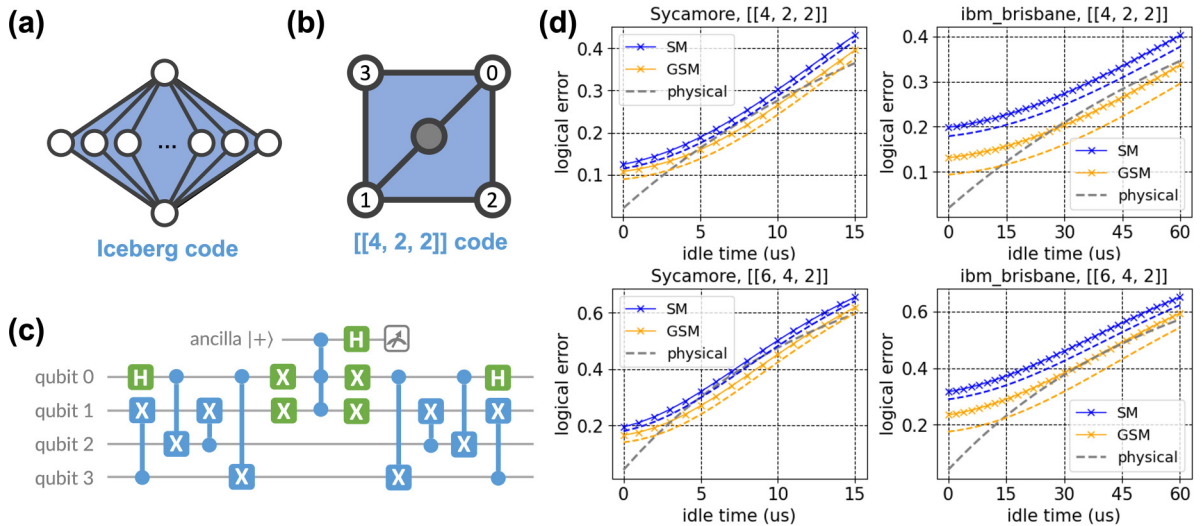 (a)
...
Iceberg code
(b)
3
0
1
2
[[4, 2, 2]] code
(c)
ancilla |+⟩
H
qubit 0
H
X
X
H
qubit 1
X
X
X
X
X
X
qubit 2
X
X
qubit 3
X
X
(d)
Sycamore, [[4, 2, 2]]
logical error
0.4
0.3
0.2
0.1
SM
GSM
physical
0
5
10
15
idle time (us)
ibm_brisbane, [[4, 2, 2]]
logical error
0.4
0.3
0.2
0.1
SM
GSM
physical
0
15
30
45
60
idle time (us)
Sycamore, [[6, 4, 2]]
logical error
0.6
0.4
0.2
SM
GSM
physical
0
5
10
15
idle time (us)
ibm_brisbane, [[6, 4, 2]]
logical error
0.6
0.4
0.2
SM
GSM
physical
0
15
30
45
60
idle time (us)